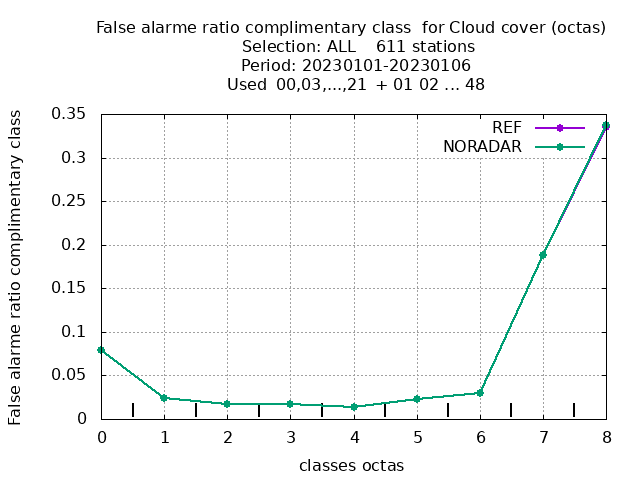 False alarme ratio complimentary class  for Cloud cover (octas)
Selection: ALL    611 stations
Period: 20230101-20230106
Used  00,03,...,21  + 01 02 ... 48
False alarme ratio complimentary class
REF
NORADAR
0.35
0.3
0.25
0.2
0.15
0.1
0.05
0
0 1 2 3 4 5 6 7 8
classes octas